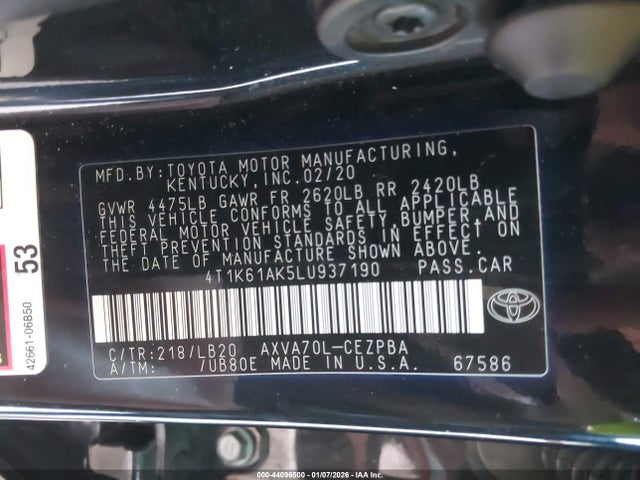 MFD.BY:TOYOTA MOTOR MANUFACTURING,
KENTUCKY,INC.02/20
GVWR 4475LB GAWR FR 2620LB RR 2420LB
THIS VEHICLE CONFORMS TO ALL APPLICABLE
FEDERAL MOTOR VEHICLE SAFETY,BUMPER,AND
THEFT PREVENTION STANDARDS IN EFFECT ON
THE DATE OF MANUFACTURE SHOWN ABOVE.
4T1K61AK5LU937190 PASS.CAR
C/TR:218/LB20 AXVA70L-CEZPBA
A/TM: /UB80E MADE IN U.S.A. 67586
53
42661-06B50
000-44096500 - 01/07/2026 - IAA Inc.